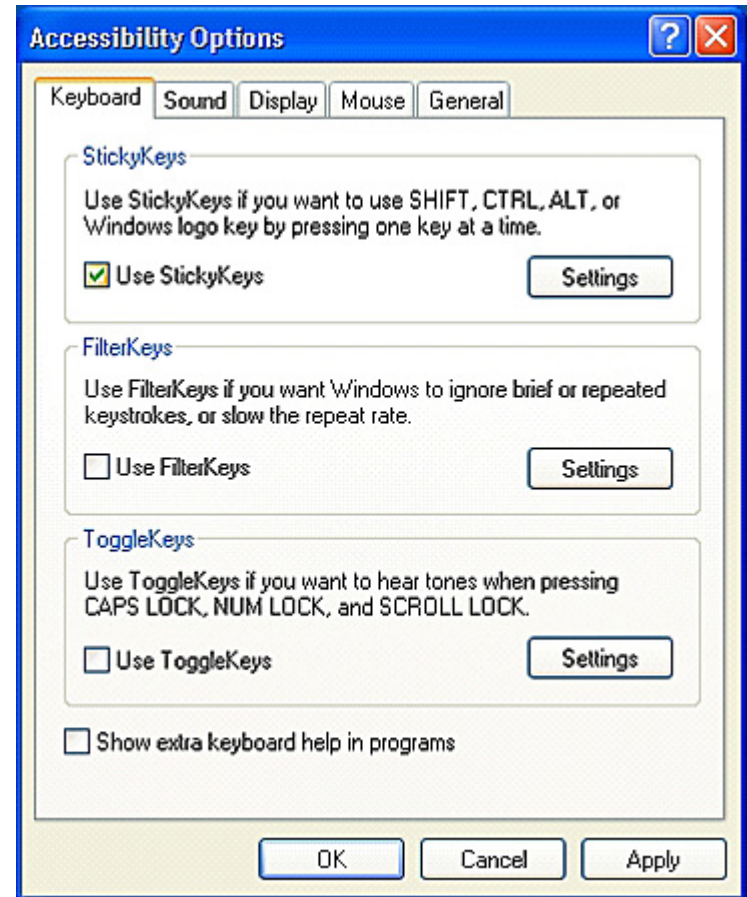 Accessibility Options
Keyboard Sound Display Mouse General
StickyKeys
Use StickyKeys if you want to use SHIFT, CTRL, ALT, or
Windows logo key by pressing one key at a time.
Use StickyKeys Settings
FilterKeys
Use FilterKeys if you want Windows to ignore brief or repeated
keystrokes, or slow the repeat rate.
Use FilterKeys Settings
ToggleKeys
Use ToggleKeys if you want to hear tones when pressing
CAPS LOCK, NUM LOCK, and SCROLL LOCK.
Use ToggleKeys Settings
Show extra keyboard help in programs
OK Cancel Apply